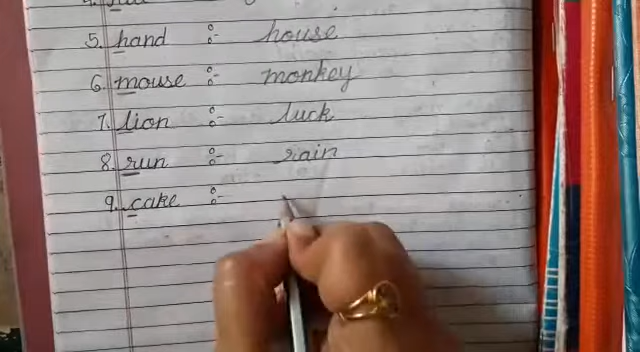 5. hand :- house
6. mouse :- monkey
7. lion :- luck
8. run :- rain
9. cake :-